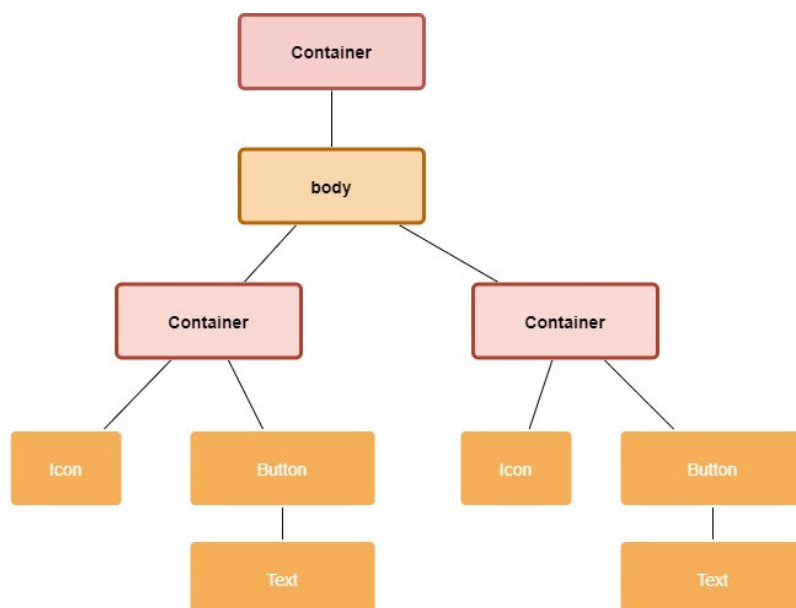 Container
body
Container
Container
Icon
Button
Icon
Button
Text
Text